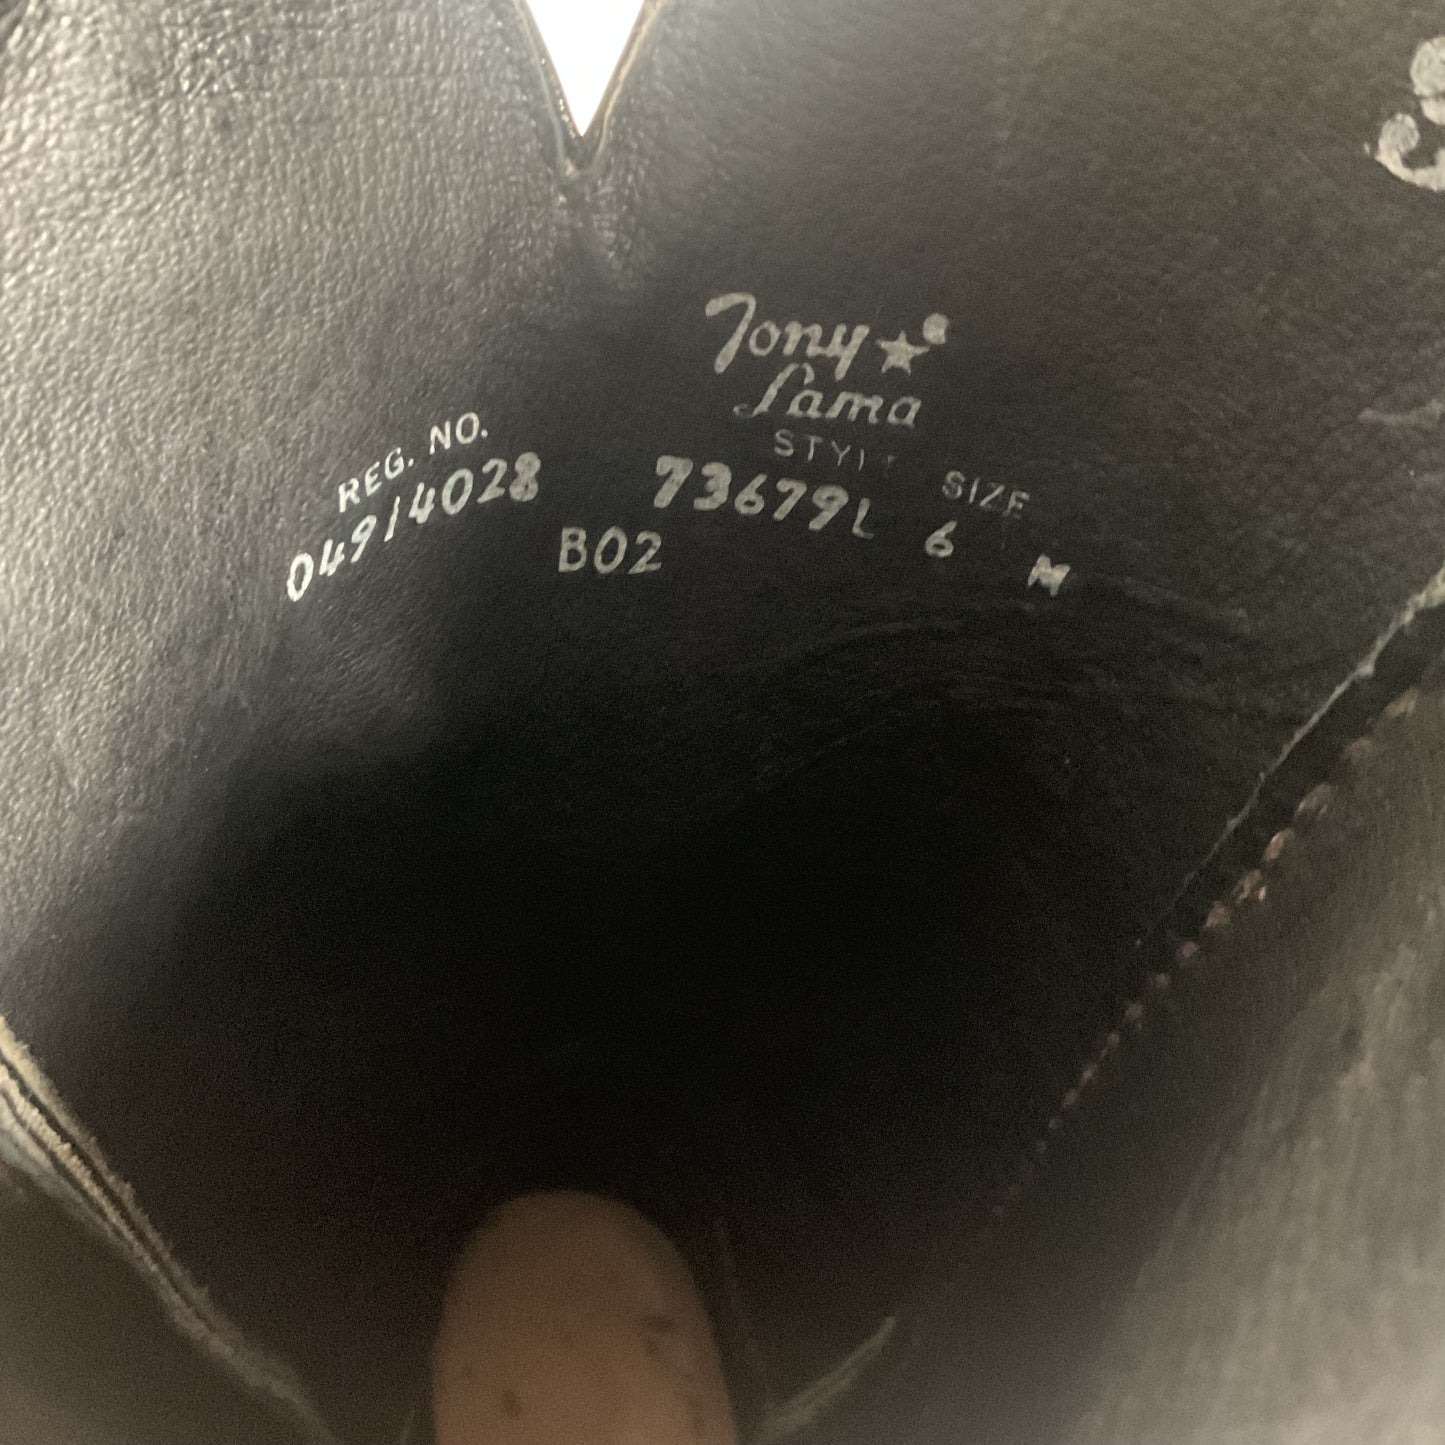 Tony
Lama
REG. NO.
STYLE SIZE
04914028 73679L 6 M
B02